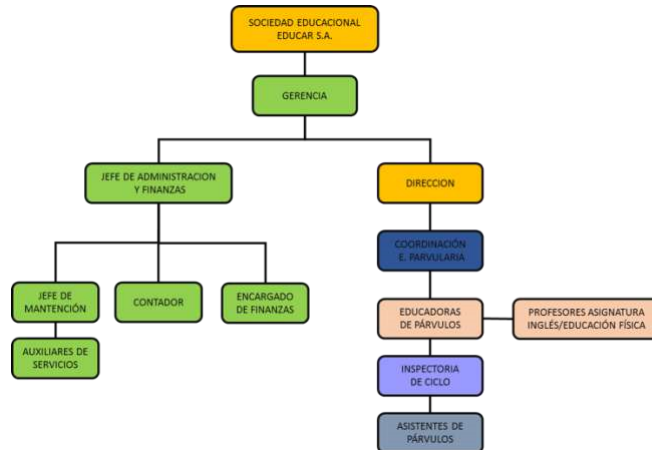 SOCIEDAD EDUCACIONAL
EDUCAR S.A.
GERENCIA
JEFE DE ADMINISTRACION
Y FINANZAS
DIRECCION
COORDINACIÓN
E. PARVULARIA
JEFE DE
MANTENCIÓN
CONTADOR
ENCARGADO
DE FINANZAS
EDUCADORAS
DE PÁRVULOS
PROFESORES ASIGNATURA
INGLÉS/EDUCACIÓN FÍSICA
AUXILIARES DE
SERVICIOS
INSPECTORIA
DE CICLO
ASISTENTES DE
PÁRVULOS